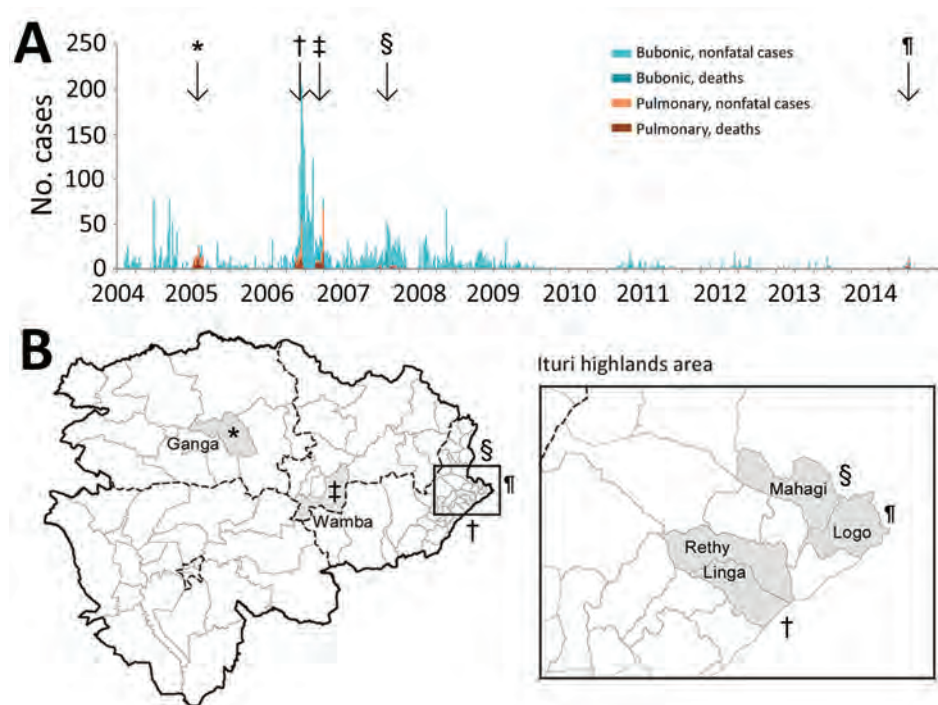 A
250
200
150
100
50
0
No. cases
* † ‡ § ¶
Bubonic, nonfatal cases
Bubonic, deaths
Pulmonary, nonfatal cases
Pulmonary, deaths
2004 2005 2006 2007 2008 2009 2010 2011 2012 2013 2014
B
Ganga *
‡
Wamba
§
¶
†
Ituri highlands area
Mahagi §
Logo ¶
Rethy
Linga
†